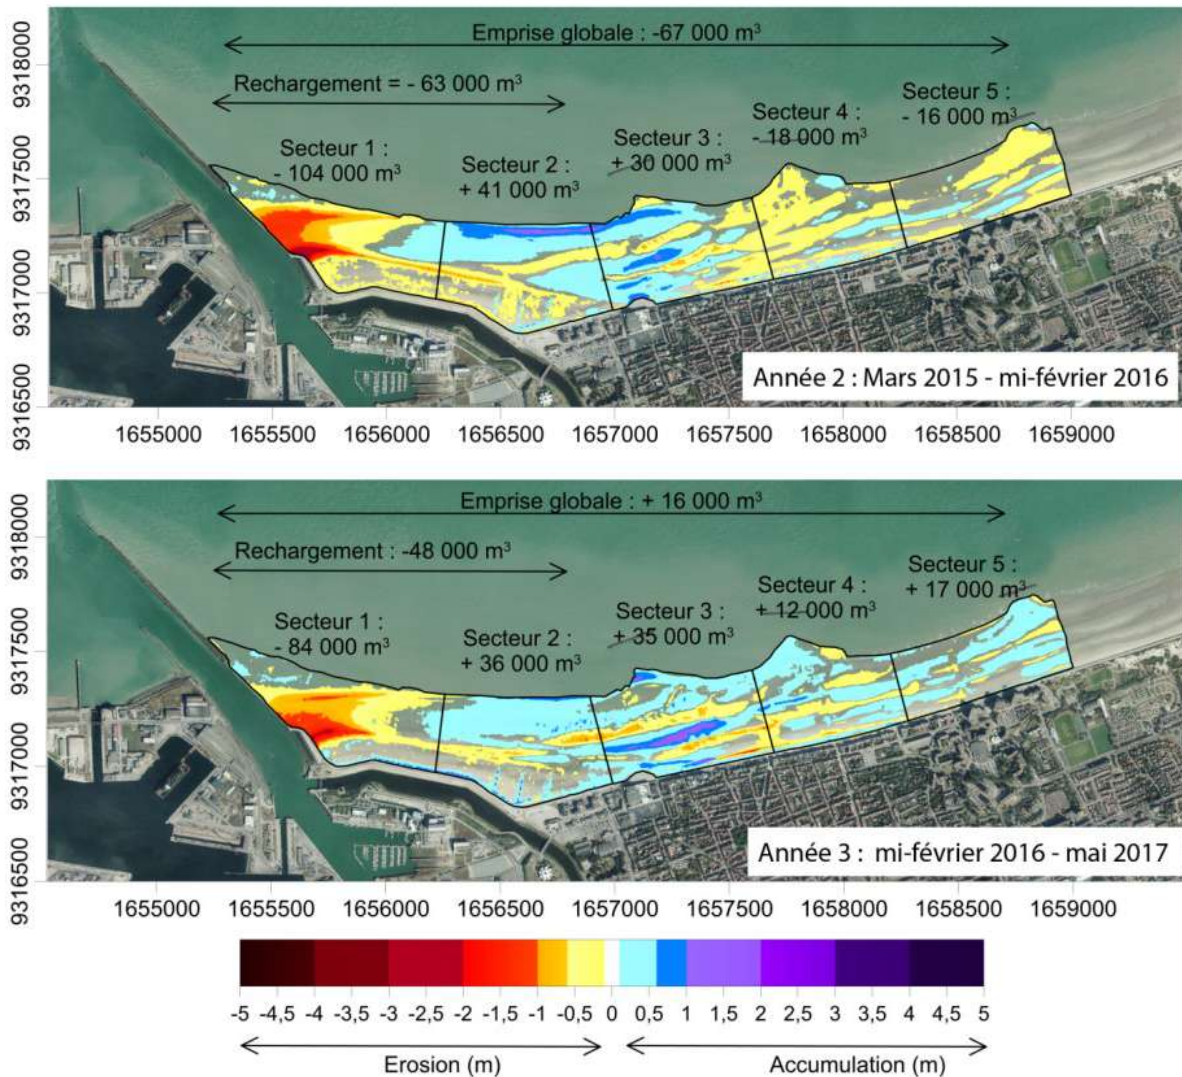 Emprise globale : -67 000 m³
Rechargement = - 63 000 m³
Secteur 1 :
- 104 000 m³
Secteur 2 :
+ 41 000 m³
Secteur 3 :
+ 30 000 m³
Secteur 4 :
- 18 000 m³
Secteur 5 :
- 16 000 m³
9318000
9317500
9317000
9316500
Année 2 : Mars 2015 - mi-février 2016
1655000 1655500 1656000 1656500 1657000 1657500 1658000 1658500 1659000
Emprise globale : + 16 000 m³
Rechargement : -48 000 m³
Secteur 1 :
- 84 000 m³
Secteur 2 :
+ 36 000 m³
Secteur 3 :
+ 35 000 m³
Secteur 4 :
+ 12 000 m³
Secteur 5 :
+ 17 000 m³
9318000
9317500
9317000
9316500
Année 3 : mi-février 2016 - mai 2017
1655000 1655500 1656000 1656500 1657000 1657500 1658000 1658500 1659000
-5 -4,5 -4 -3,5 -3 -2,5 -2 -1,5 -1 -0,5 0 0,5 1 1,5 2 2,5 3 3,5 4 4,5 5
Erosion (m) Accumulation (m)